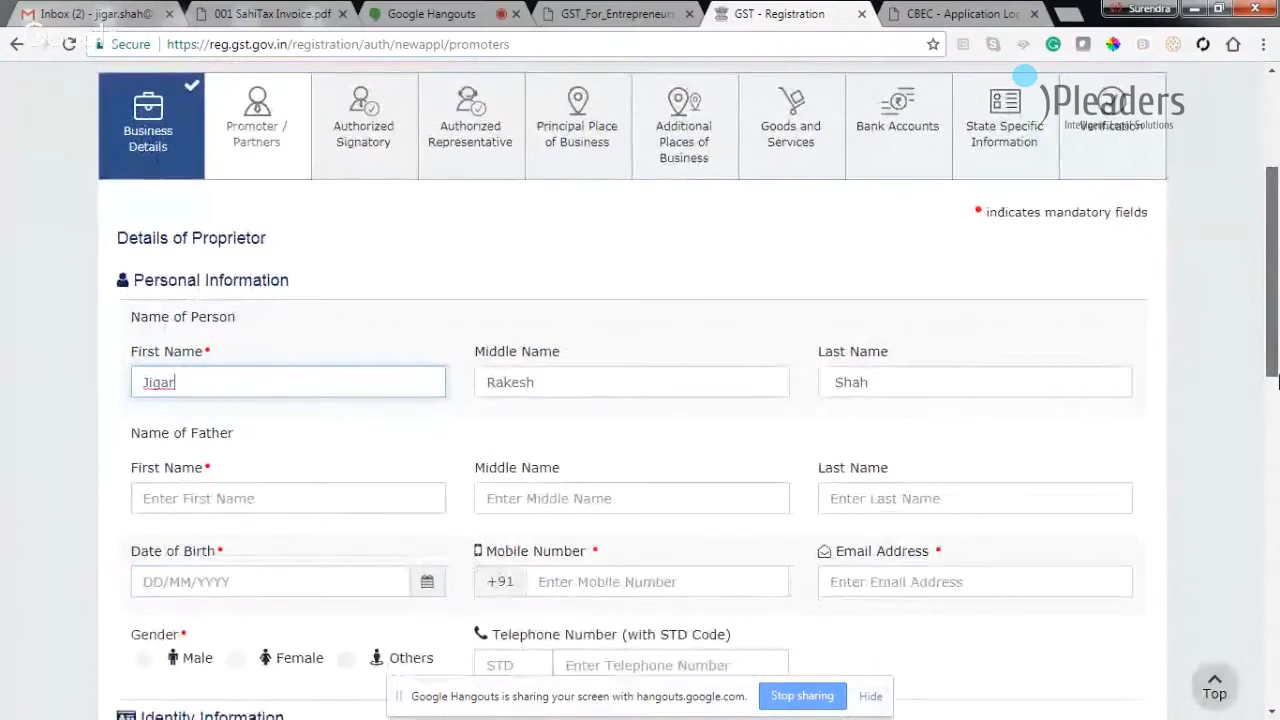 Inbox (2) - jigar.shah@
001 SahiTax Invoice.pdf
Google Hangouts
GST_For_Entrepreneurs
GST - Registration
CBEC - Application Lo
Surendra
Secure
https://reg.gst.gov.in/registration/auth/newappl/promoters
Business Details
Promoter / Partners
Authorized Signatory
Authorized Representative
Principal Place of Business
Additional Places of Business
Goods and Services
Bank Accounts
State Specific Information
Verification
iPleaders
Intelligent Legal Solutions
* indicates mandatory fields
Details of Proprietor
Personal Information
Name of Person
First Name* Middle Name Last Name
Jigar Rakesh Shah
Name of Father
First Name* Middle Name Last Name
Enter First Name Enter Middle Name Enter Last Name
Date of Birth* Mobile Number * Email Address *
DD/MM/YYYY +91 Enter Mobile Number Enter Email Address
Gender* Telephone Number (with STD Code)
Male Female Others STD Enter Telephone Number
Google Hangouts is sharing your screen with hangouts.google.com. Stop sharing Hide
Top
Identity Information